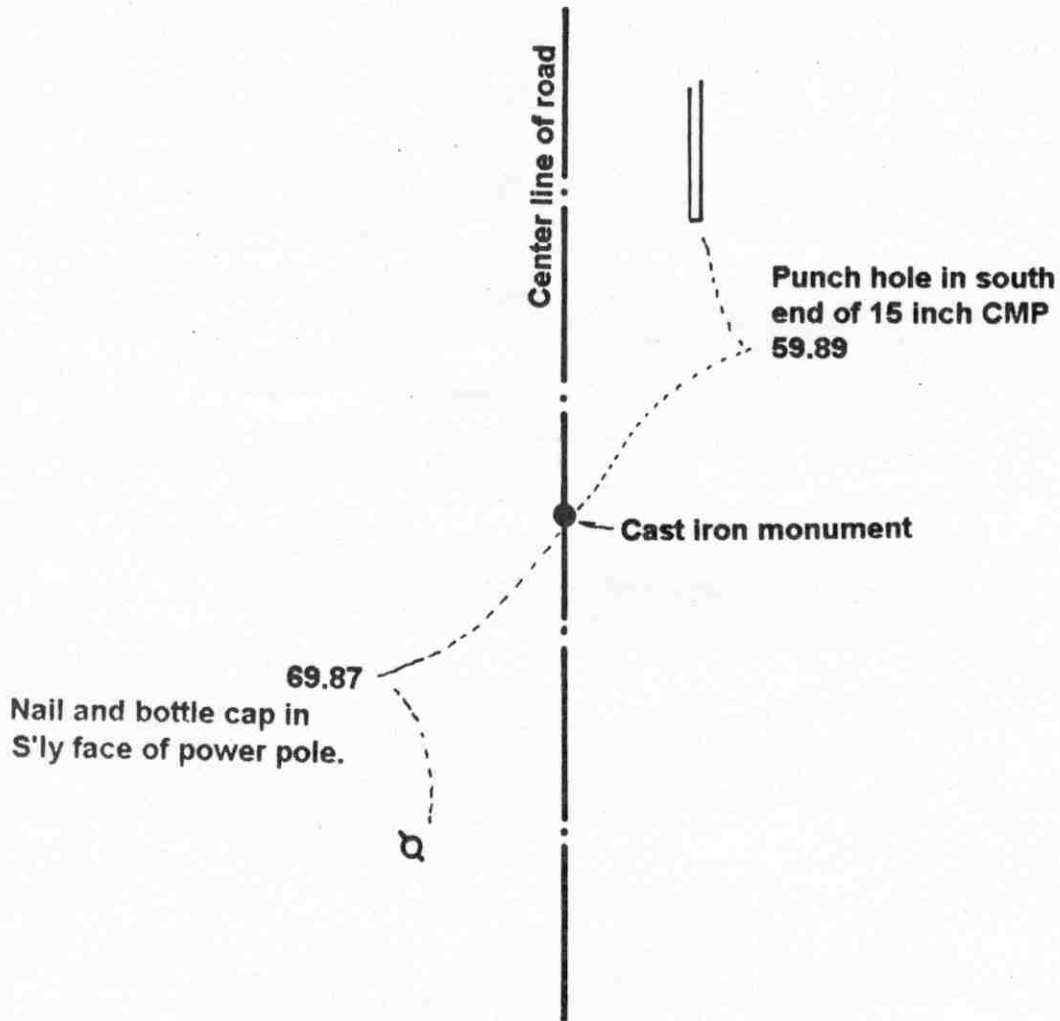 Center line of road
Punch hole in south
end of 15 inch CMP
59.89
Cast iron monument
69.87
Nail and bottle cap in
S'ly face of power pole.